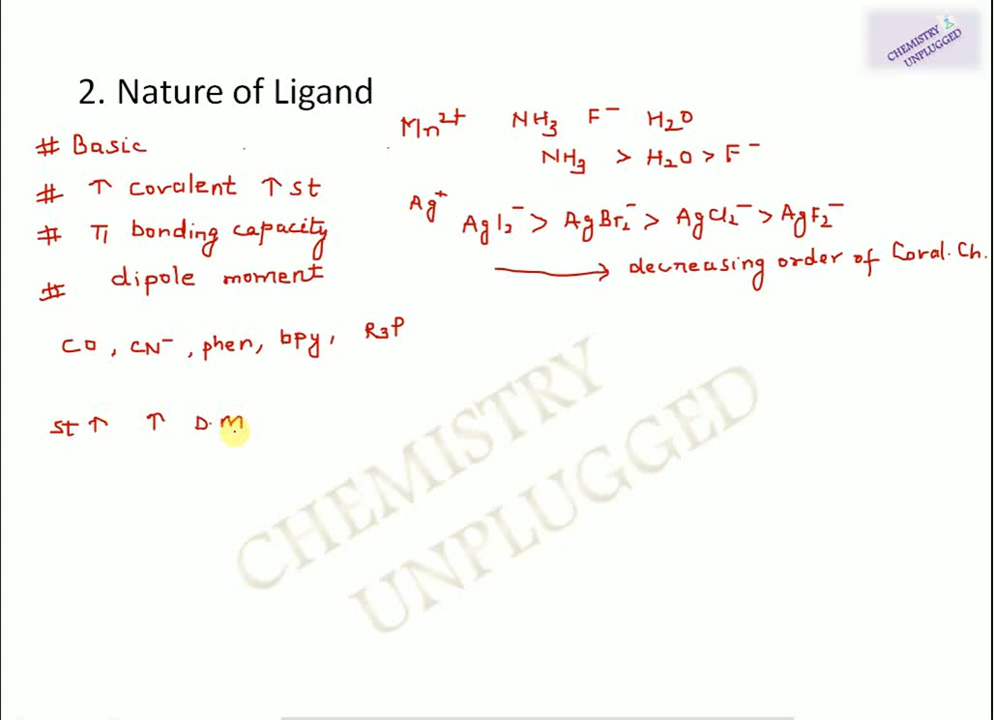 CHEMISTRY
UNPLUGGED
2. Nature of Ligand
Mn²⁺ NH₃ F⁻ H₂O
# Basic
NH₃ > H₂O > F⁻
# ↑ covalent ↑ st
Ag⁺ AgI₂⁻ > AgBr₂⁻ > AgCl₂⁻ > AgF₂⁻
# π bonding capacity
→ decreasing order of Coval. Ch.
# dipole moment
CO, CN⁻, phen, bpy, R₃P
st ↑ ↑ D.M
CHEMISTRY
UNPLUGGED